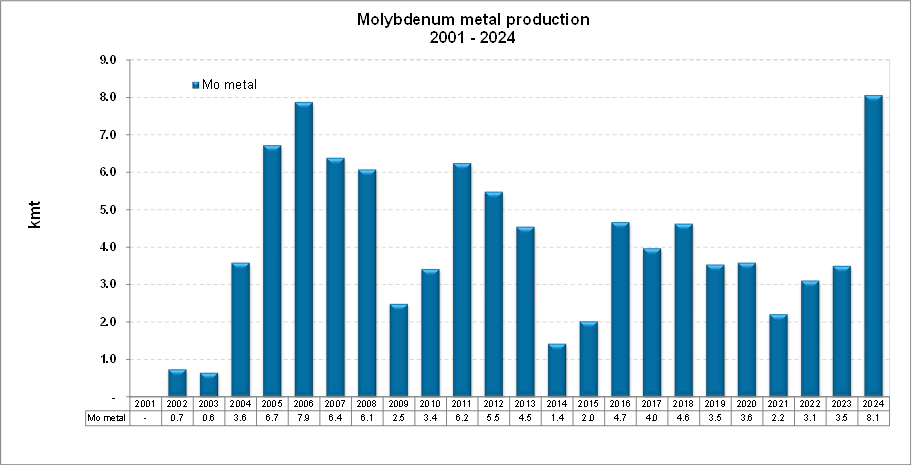 Molybdenum metal production
2001 - 2024
9.0
Mo metal
8.0
7.0
6.0
5.0
kmt
4.0
3.0
2.0
1.0
-
2001 2002 2003 2004 2005 2006 2007 2008 2009 2010 2011 2012 2013 2014 2015 2016 2017 2018 2019 2020 2021 2022 2023 2024
Mo metal - 0.7 0.6 3.6 6.7 7.9 6.4 6.1 2.5 3.4 6.2 5.5 4.5 1.4 2.0 4.7 4.0 4.6 3.5 3.6 2.2 3.1 3.5 8.1